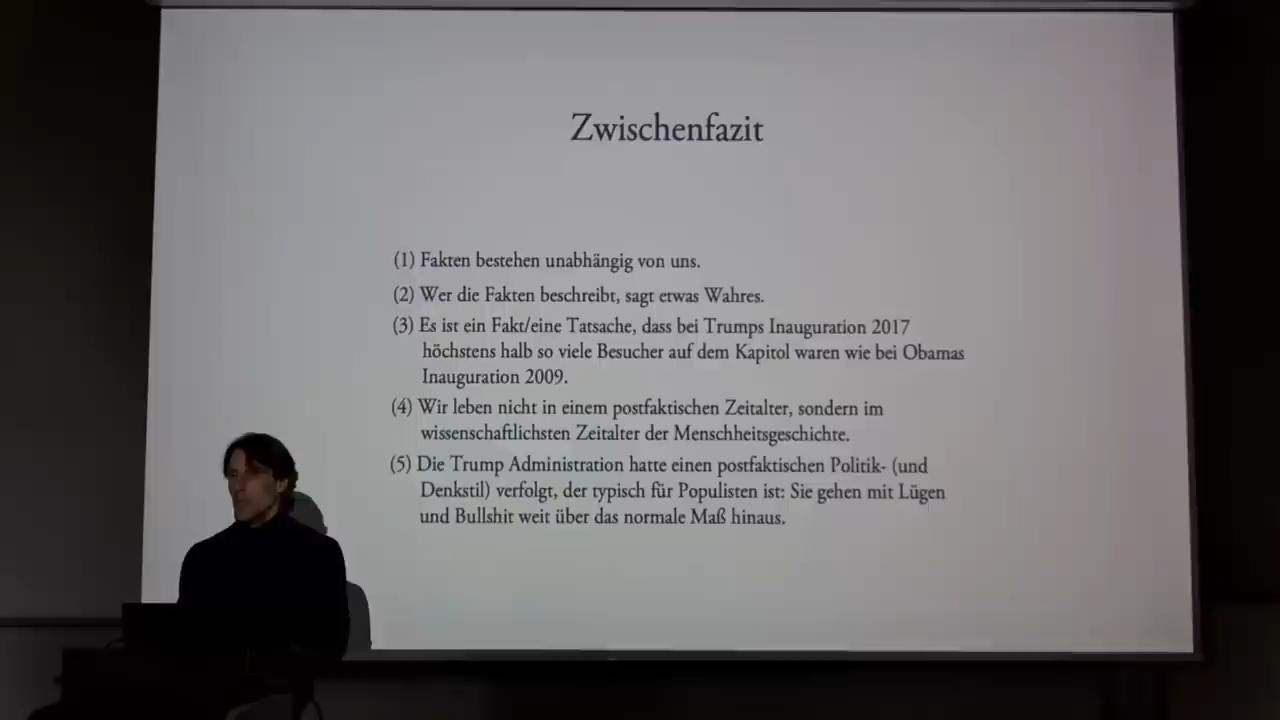 Zwischenfazit
(1) Fakten bestehen unabhängig von uns.
(2) Wer die Fakten beschreibt, sagt etwas Wahres.
(3) Es ist ein Fakt/eine Tatsache, dass bei Trumps Inauguration 2017
höchstens halb so viele Besucher auf dem Kapitol waren wie bei Obamas
Inauguration 2009.
(4) Wir leben nicht in einem postfaktischen Zeitalter, sondern im
wissenschaftlichsten Zeitalter der Menschheitsgeschichte.
(5) Die Trump Administration hatte einen postfaktischen Politik- (und
Denkstil) verfolgt, der typisch für Populisten ist: Sie gehen mit Lügen
und Bullshit weit über das normale Maß hinaus.